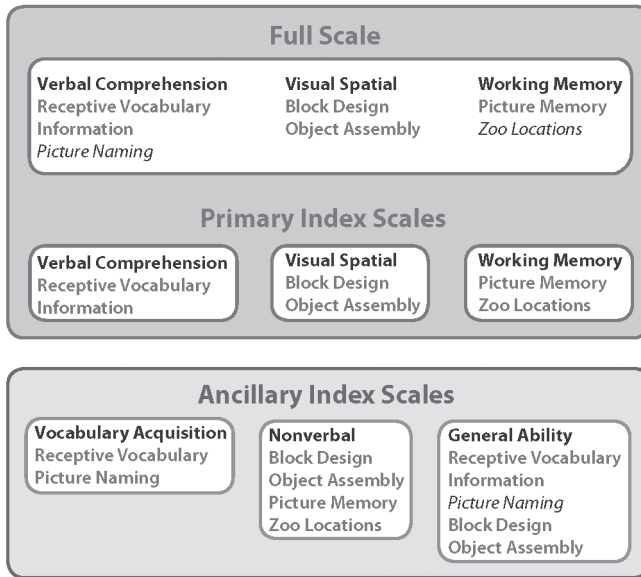 Full Scale
Verbal Comprehension
Receptive Vocabulary
Information
Picture Naming
Visual Spatial
Block Design
Object Assembly
Working Memory
Picture Memory
Zoo Locations
Primary Index Scales
Verbal Comprehension
Receptive Vocabulary
Information
Visual Spatial
Block Design
Object Assembly
Working Memory
Picture Memory
Zoo Locations
Ancillary Index Scales
Vocabulary Acquisition
Receptive Vocabulary
Picture Naming
Nonverbal
Block Design
Object Assembly
Picture Memory
Zoo Locations
General Ability
Receptive Vocabulary
Information
Picture Naming
Block Design
Object Assembly